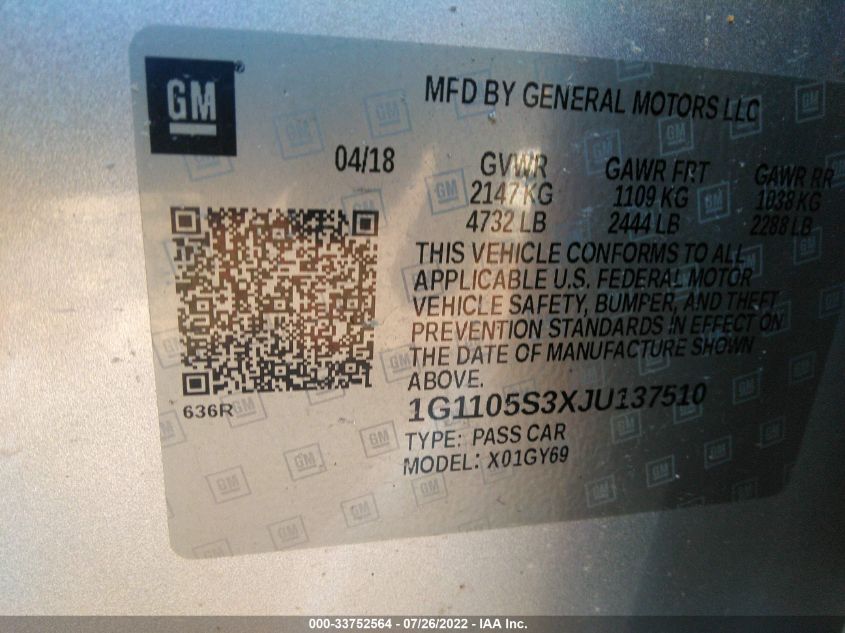 GM
MFD BY GENERAL MOTORS LLC
04/18 GVWR GAWR FRT GAWR RR
2147 KG 1109 KG 1038 KG
4732 LB 2444 LB 2288 LB
THIS VEHICLE CONFORMS TO ALL
APPLICABLE U.S. FEDERAL MOTOR
VEHICLE SAFETY, BUMPER, AND THEFT
PREVENTION STANDARDS IN EFFECT ON
THE DATE OF MANUFACTURE SHOWN
ABOVE.
636R
1G1105S3XJU137510
TYPE: PASS CAR
MODEL: X01GY69
000-33752564 - 07/26/2022 - IAA Inc.